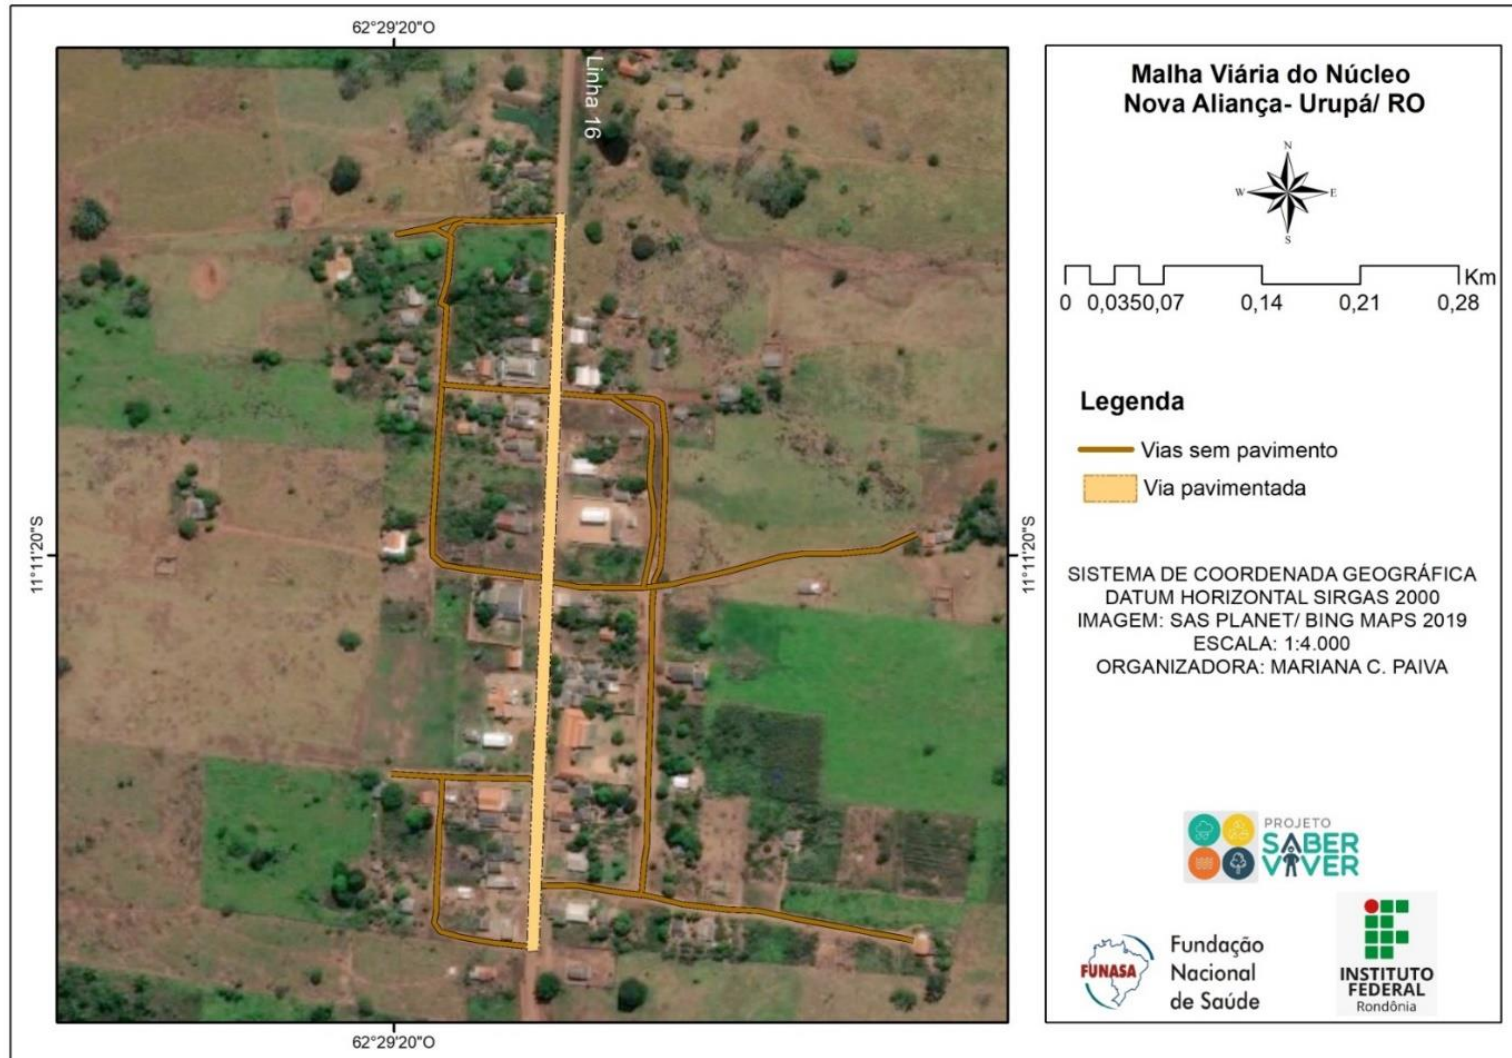 62°29'20"O
Linha 16
11°11'20"S
11°11'20"S
62°29'20"O
Malha Viária do Núcleo
Nova Aliança- Urupá/ RO
N
W
E
S
0 0,0350,07 0,14 0,21 0,28 Km
Legenda
Vias sem pavimento
Via pavimentada
SISTEMA DE COORDENADA GEOGRÁFICA
DATUM HORIZONTAL SIRGAS 2000
IMAGEM: SAS PLANET/ BING MAPS 2019
ESCALA: 1:4.000
ORGANIZADORA: MARIANA C. PAIVA
PROJETO
SABER
VIVER
FUNASA
Fundação
Nacional
de Saúde
INSTITUTO
FEDERAL
Rondônia